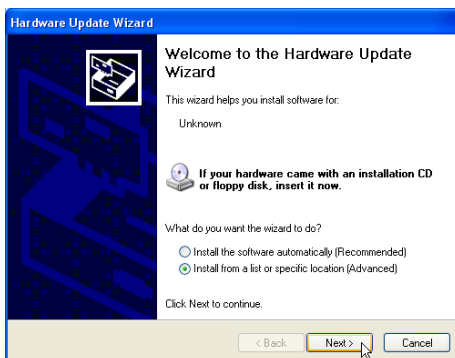 Hardware Update Wizard
Welcome to the Hardware Update
Wizard
This wizard helps you install software for:
Unknown
If your hardware came with an installation CD
or floppy disk, insert it now.
What do you want the wizard to do?
Install the software automatically (Recommended)
Install from a list or specific location (Advanced)
Click Next to continue.
< Back Next > Cancel